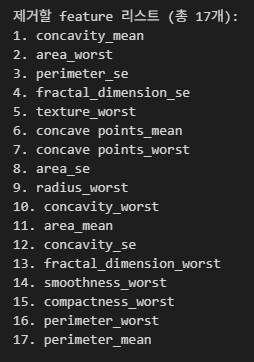 제거할 feature 리스트 (총 17개):
1. concavity_mean
2. area_worst
3. perimeter_se
4. fractal_dimension_se
5. texture_worst
6. concave points_mean
7. concave points_worst
8. area_se
9. radius_worst
10. concavity_worst
11. area_mean
12. concavity_se
13. fractal_dimension_worst
14. smoothness_worst
15. compactness_worst
16. perimeter_worst
17. perimeter_mean